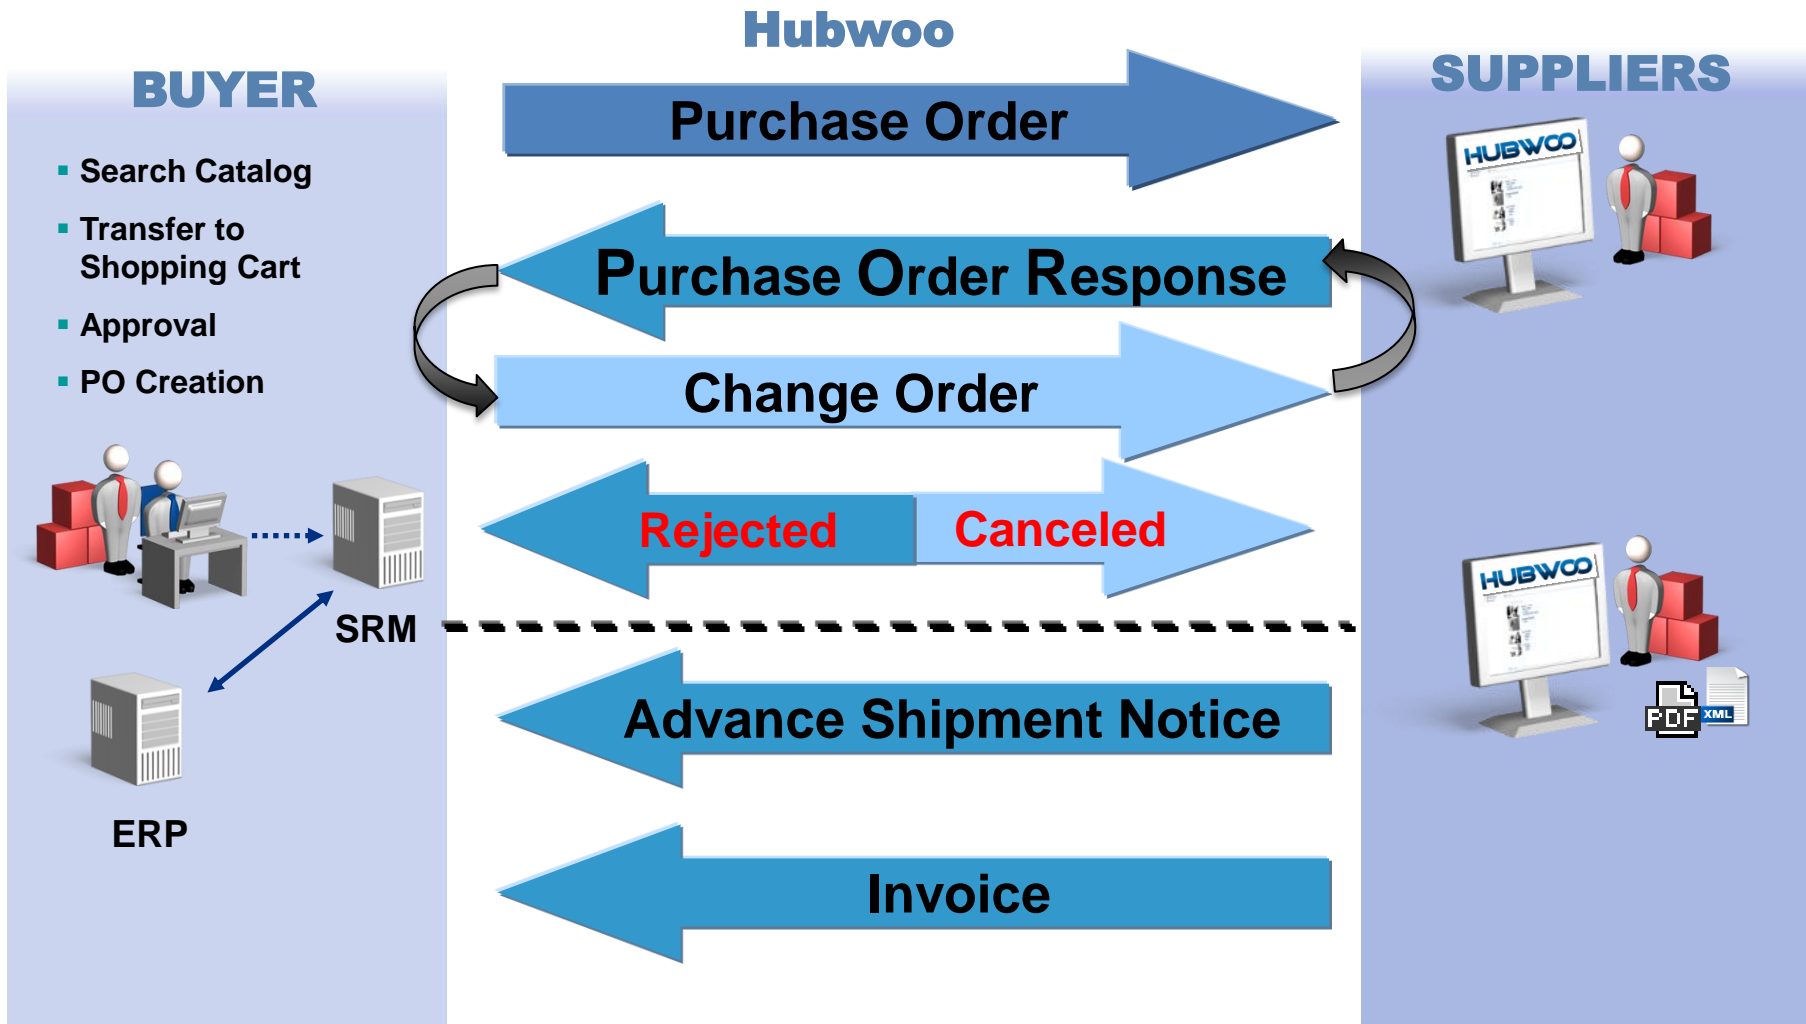 Hubwoo
BUYER
SUPPLIERS
Search Catalog
Transfer to
Shopping Cart
Approval
PO Creation
SRM
ERP
Purchase Order
Purchase Order Response
Change Order
Rejected
Canceled
Advance Shipment Notice
Invoice
HUBWOO
HUBWOO
PDF
XML